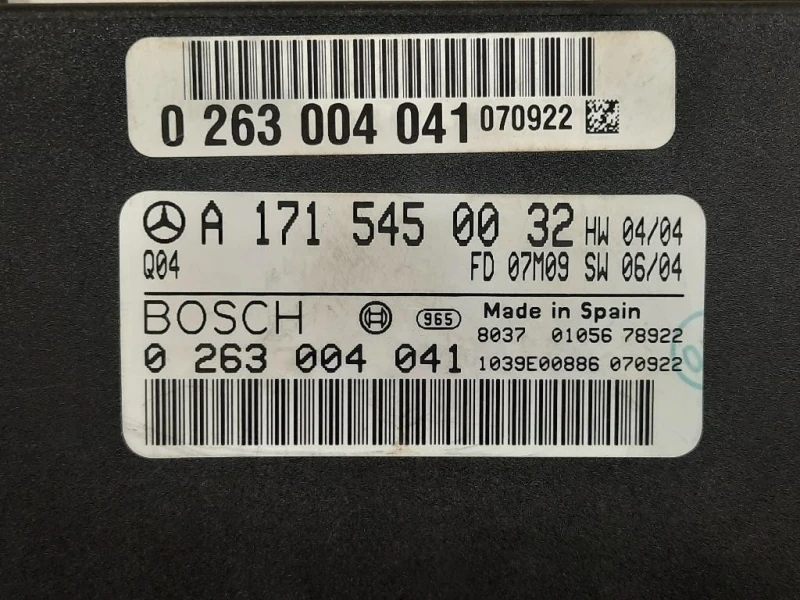 0 263 004 041 070922
A 171 545 00 32 HW 04/04
Q04 FD 07M09 SW 06/04
BOSCH 965 Made in Spain
8037 01056 78922
0 263 004 041 1039E00886 070922